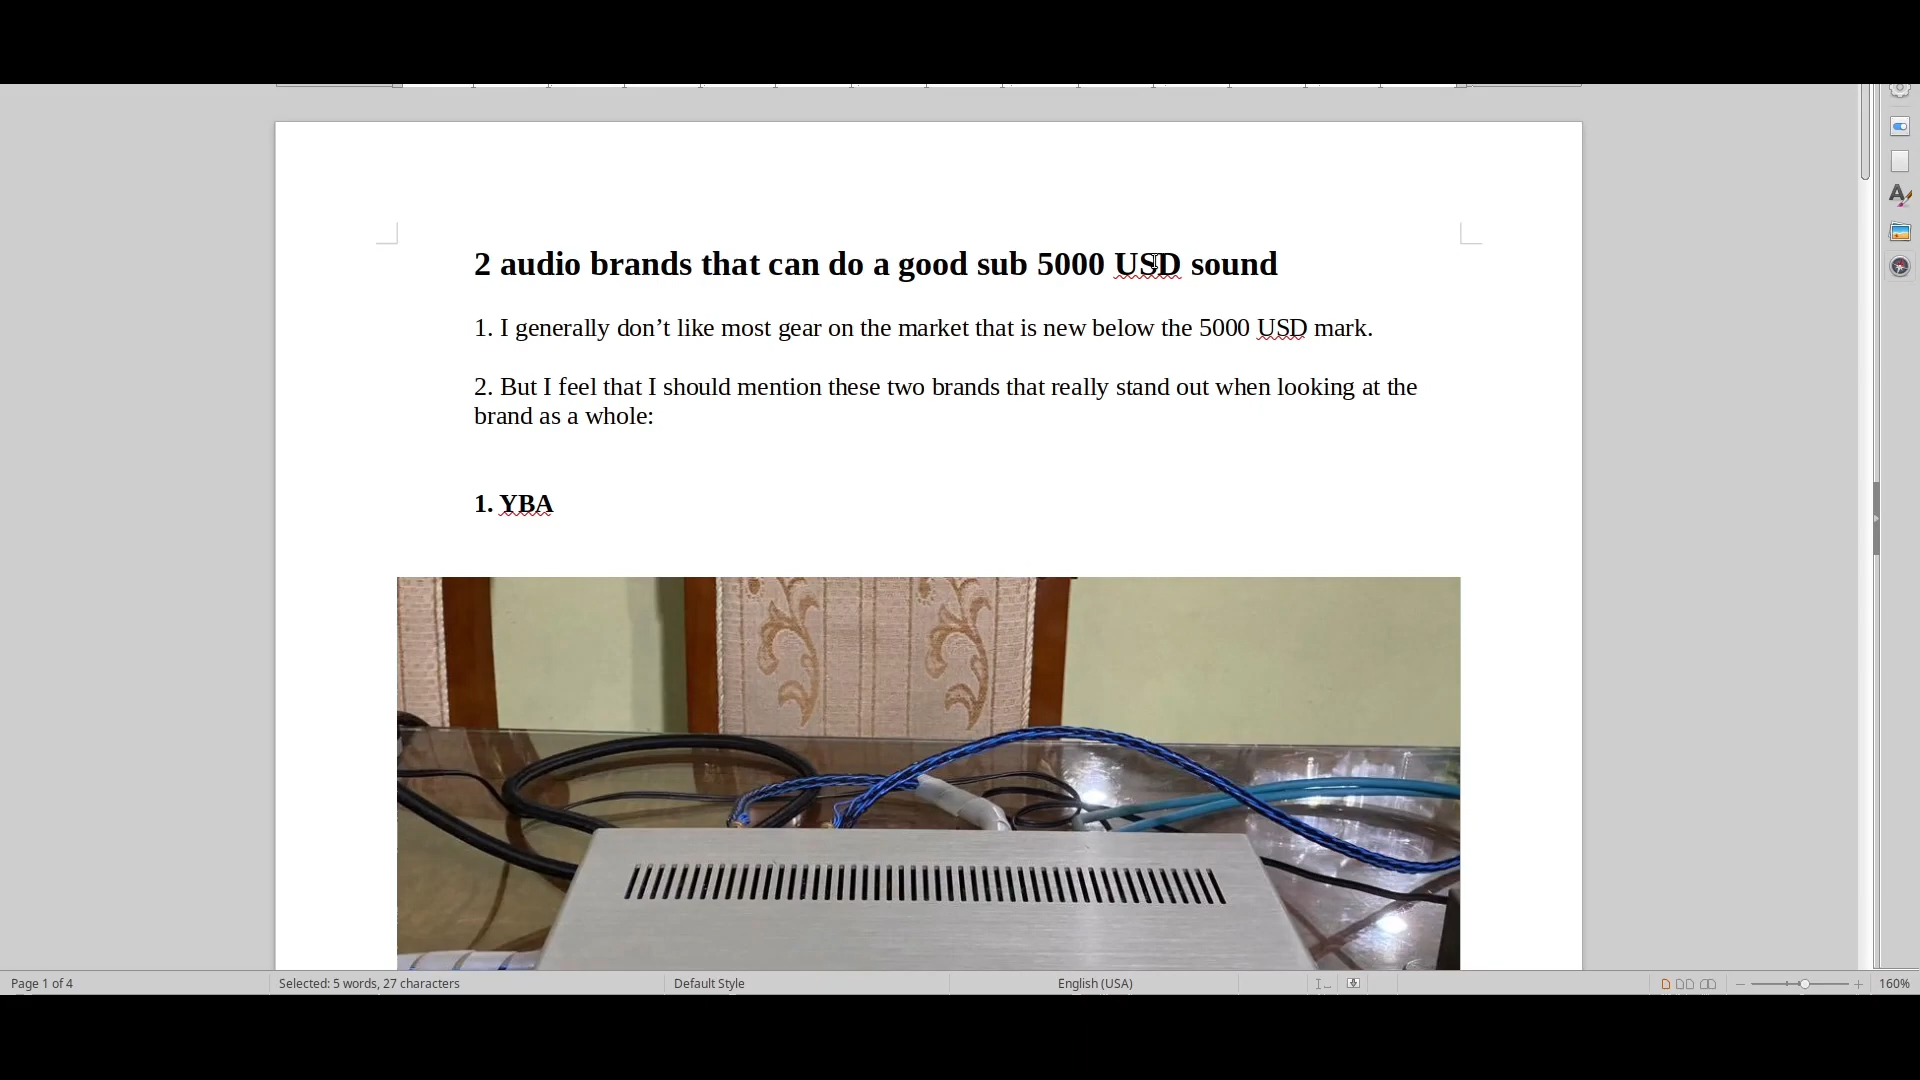 2 audio brands that can do a good sub 5000 USD sound
1. I generally don’t like most gear on the market that is new below the 5000 USD mark.
2. But I feel that I should mention these two brands that really stand out when looking at the
brand as a whole:
1. YBA
Page 1 of 4
Selected: 5 words, 27 characters
Default Style
English (USA)
160%